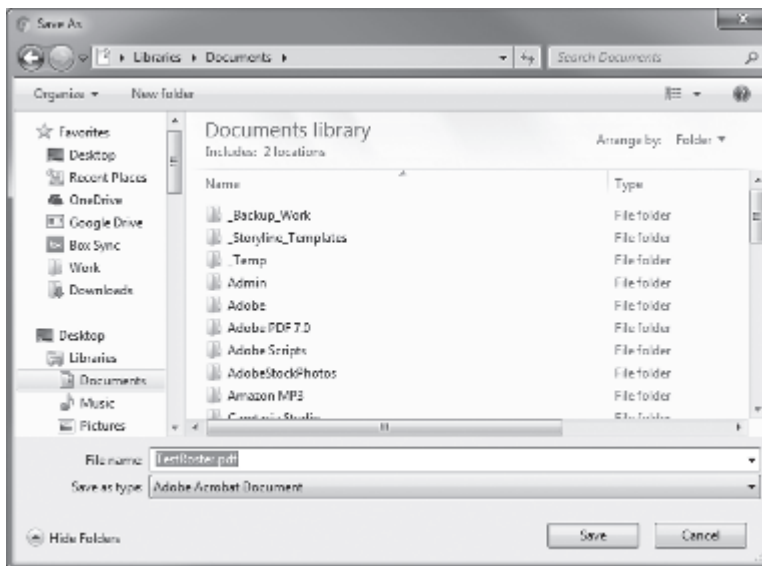 Save As
Libraries ▸ Documents ▸
Search Documents
Organize
New folder
Favorites
Desktop
Recent Places
OneDrive
Google Drive
Box Sync
Work
Downloads
Desktop
Libraries
Documents
Music
Pictures
Documents library
Includes: 2 locations
Arrange by: Folder
Name Type
_Backup_Work File folder
_Storyline_Templates File folder
_Temp File folder
Admin File folder
Adobe File folder
Adobe PDF 7.0 File folder
Adobe Scripts File folder
AdobeStockPhotos File folder
Amazon MP3 File folder
Camtasia Studio File folder
File name: TestRoster.pdf
Save as type: Adobe Acrobat Document
Hide Folders
Save
Cancel